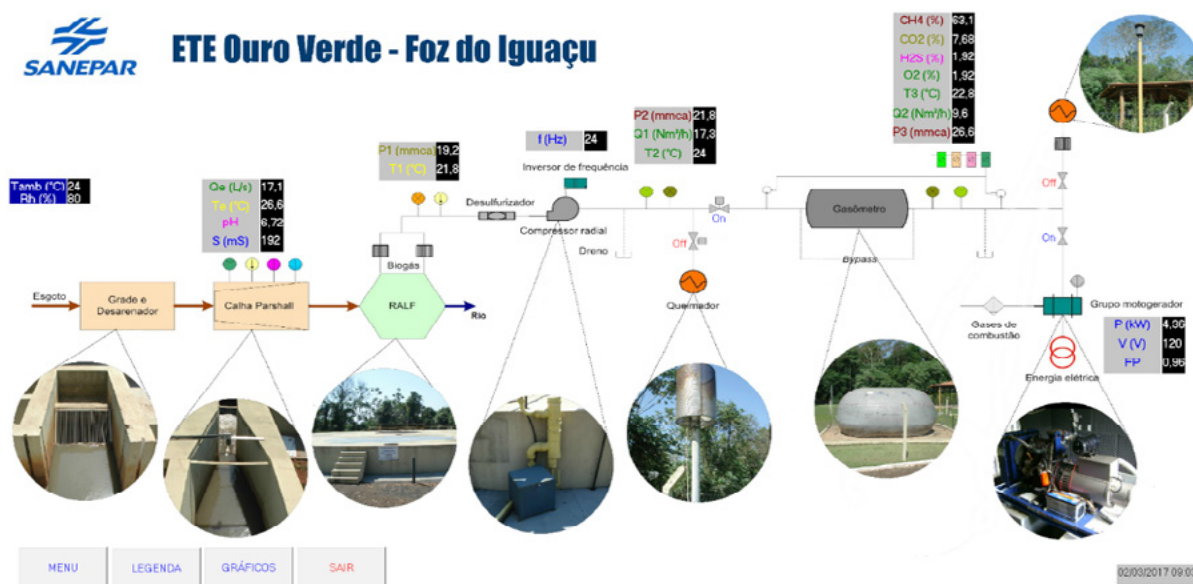 SANEPAR
ETE Ouro Verde - Foz do Iguaçu
CH4 (%) 63,1
CO2 (%) 7,68
H2S (%) 1,92
O2 (%) 1,92
T3 (°C) 22,8
Q2 (Nm³/h) 9,6
P3 (mmca) 26,6
P2 (mmca) 21,8
Q1 (Nm³/h) 17,3
T2 (°C) 24
f (Hz) 24
Inversor de frequência
P1 (mmca) 19,2
T1 (°C) 21,8
Tamb (°C) 24
Rh (%) 80
Qe (L/s) 17,1
Te (°C) 26,6
pH 6,72
S (mS) 192
Desulfurizador
Compressor radial
On
Off
Dreno
Gasômetro
Bypass
Off
On
Biogás
Esgoto
Grade e
Desarenador
Calha Parshall
RALF
Rio
Queimador
Gases de
combustão
Grupo motogerador
P (kW) 4,36
V (V) 120
FP 0,96
Energia elétrica
MENU
LEGENDA
GRÁFICOS
SAIR
02/03/2017